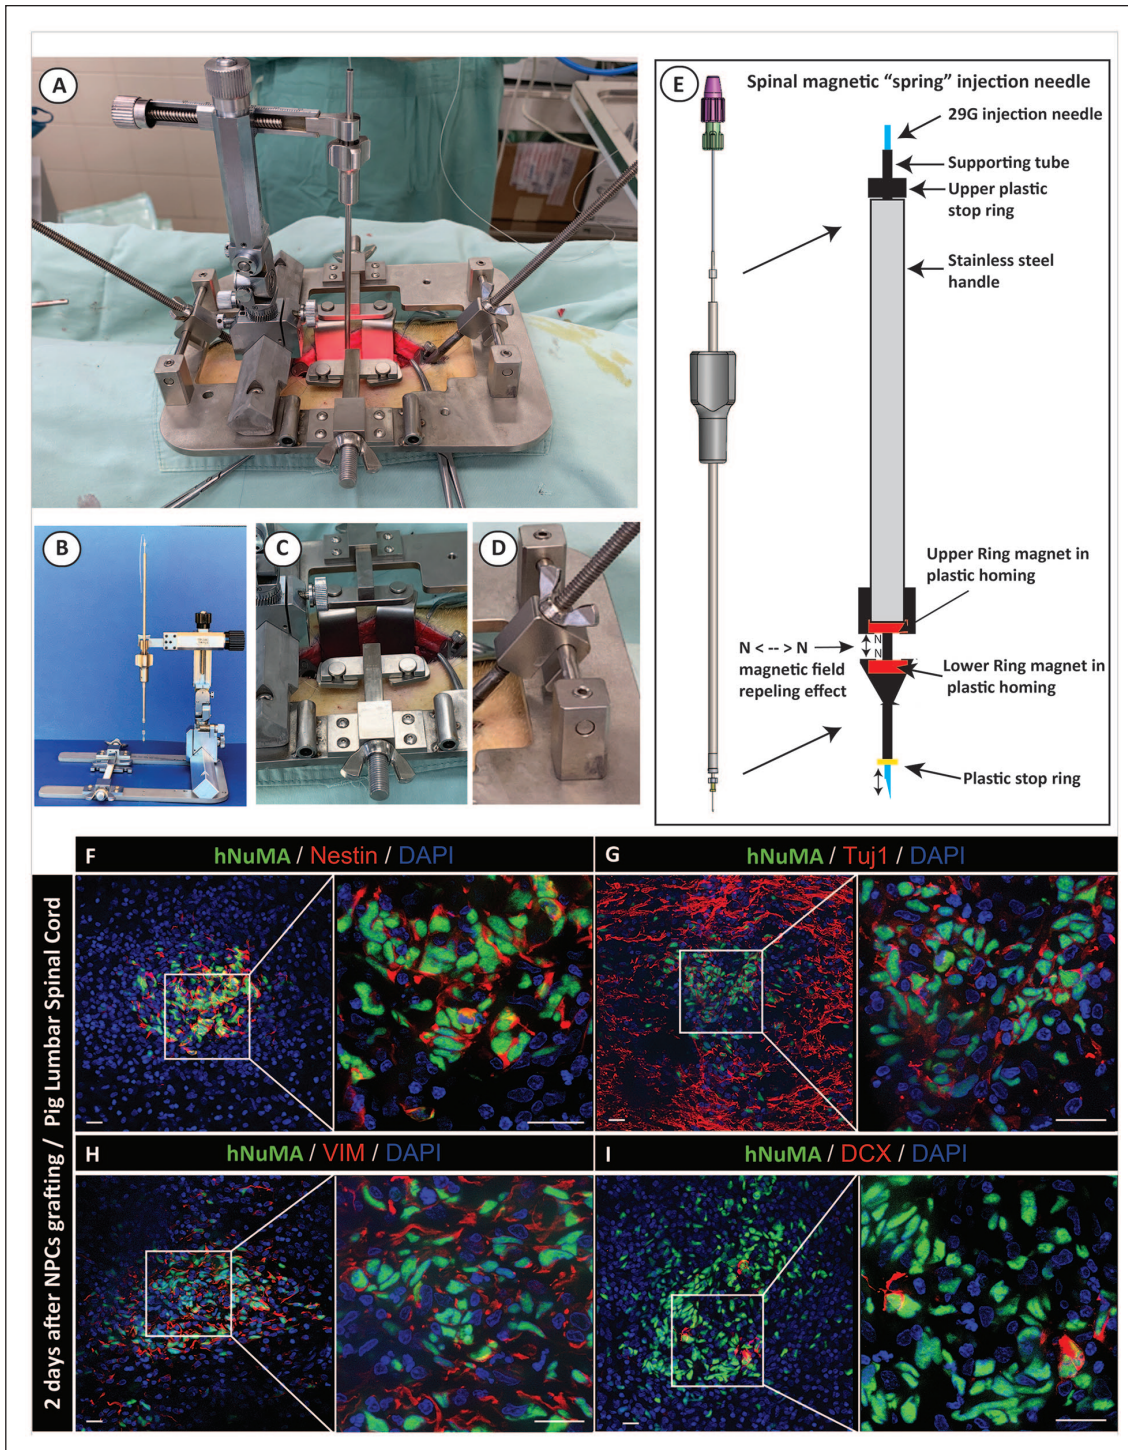 A
B
C
D
E
Spinal magnetic “spring” injection needle
29G injection needle
Supporting tube
Upper plastic
stop ring
Stainless steel
handle
Upper Ring magnet in
plastic homing
N
N
N < -- > N
magnetic field
repeling effect
Lower Ring magnet in
plastic homing
Plastic stop ring
2 days after NPCs grafting / Pig Lumbar Spinal Cord
F
hNuMA / Nestin / DAPI
G
hNuMA / Tuj1 / DAPI
H
hNuMA / VIM / DAPI
I
hNuMA / DCX / DAPI